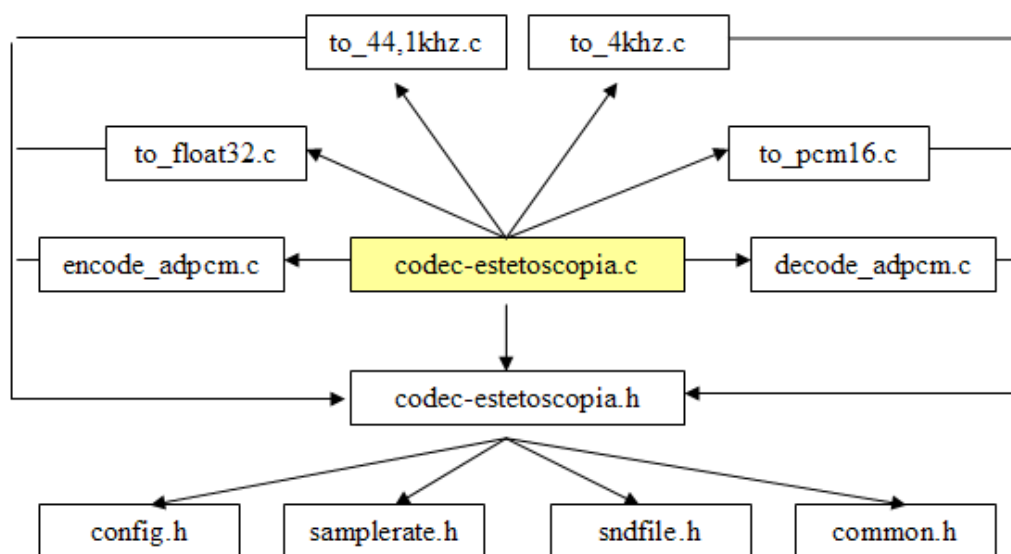 to_44,1khz.c
to_4khz.c
to_float32.c
to_pcm16.c
encode_adpcm.c
codec-estetoscopia.c
decode_adpcm.c
codec-estetoscopia.h
config.h
samplerate.h
sndfile.h
common.h